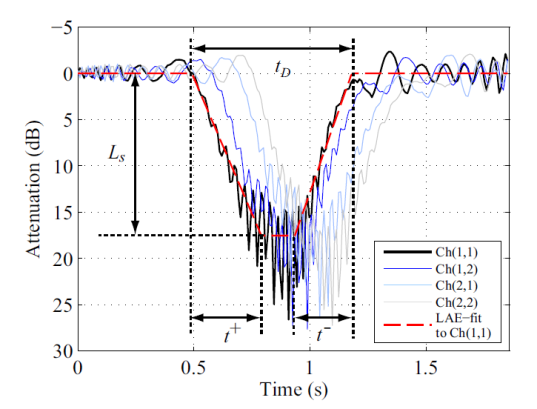 −5
0
5
10
15
20
25
30
Attenuation (dB)
t_D
L_s
t^+
t^-
Ch(1,1)
Ch(1,2)
Ch(2,1)
Ch(2,2)
LAE−fit
to Ch(1,1)
0
0.5
1
1.5
Time (s)